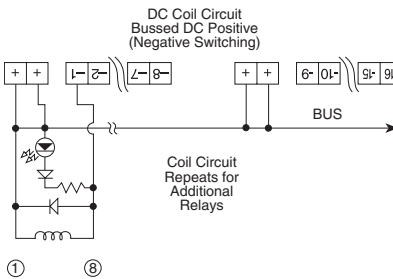 DC Coil Circuit
Bussed DC Positive
(Negative Switching)
+ + -1- -2- -7- -8- + + -9 -10 -15 16
BUS
Coil Circuit
Repeats for
Additional
Relays
1 8